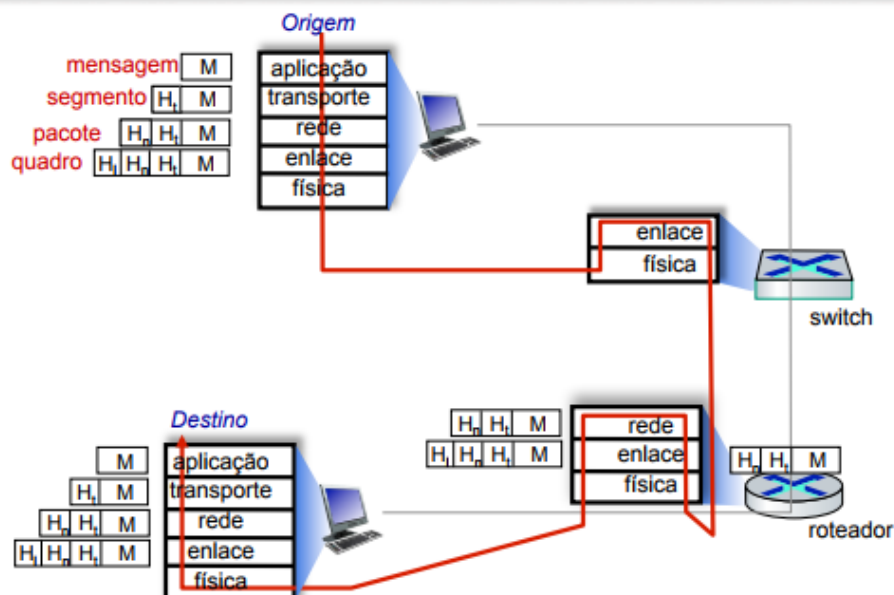 Origem
mensagem M
aplicação
segmento Ht M
transporte
pacote Hn Ht M
rede
quadro Hl Hn Ht M
enlace
física
enlace
física
switch
Destino
M
aplicação
Ht M
transporte
Hn Ht M
rede
Hl Hn Ht M
enlace
física
Hn Ht M
rede
Hl Hn Ht M
enlace
física
Hn Ht M
roteador